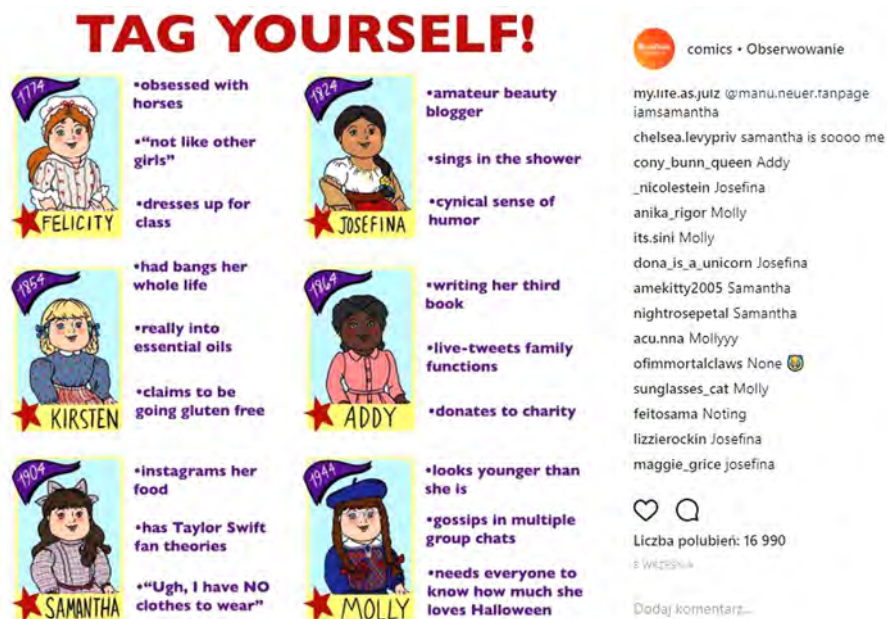 TAG YOURSELF!
1774
FELICITY
•obsessed with
horses
•“not like other
girls”
•dresses up for
class
1824
JOSEFINA
•amateur beauty
blogger
•sings in the shower
•cynical sense of
humor
1854
KIRSTEN
•had bangs her
whole life
•really into
essential oils
•claims to be
going gluten free
1864
ADDY
•writing her third
book
•live-tweets family
functions
•donates to charity
1904
SAMANTHA
•instagrams her
food
•has Taylor Swift
fan theories
•“Ugh, I have NO
clothes to wear”
1944
MOLLY
•looks younger than
she is
•gossips in multiple
group chats
•needs everyone to
know how much she
loves Halloween
comics • Obserwowanie
my.life.as.julz @manu.neuer.fanpage
iamsamantha
chelsea.levypriv samantha is soooo me
cony_bunn_queen Addy
_nicolestein Josefina
anika_rigor Molly
its.sini Molly
dona_is_a_unicorn Josefina
amekitty2005 Samantha
nightrosepetal Samantha
acu.nna Mollyyy
ofimmortalclaws None
sunglasses_cat Molly
feitosama Noting
lizzierockin Josefina
maggie_grice josefina
Liczba polubień: 16 990
8 WRZEŚNIA
Dodaj komentarz...